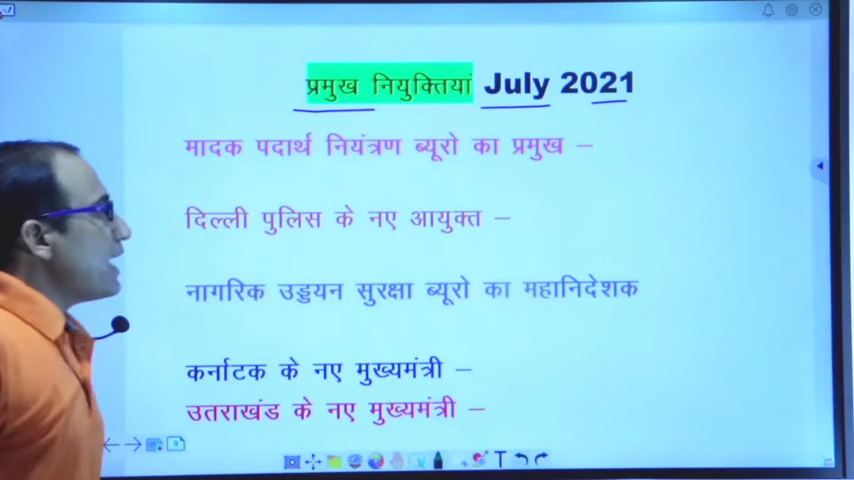 प्रमुख नियुक्तियां July 2021
मादक पदार्थ नियंत्रण ब्यूरो का प्रमुख –
दिल्ली पुलिस के नए आयुक्त –
नागरिक उड्डयन सुरक्षा ब्यूरो का महानिदेशक
कर्नाटक के नए मुख्यमंत्री –
उतराखंड के नए मुख्यमंत्री –
9
T